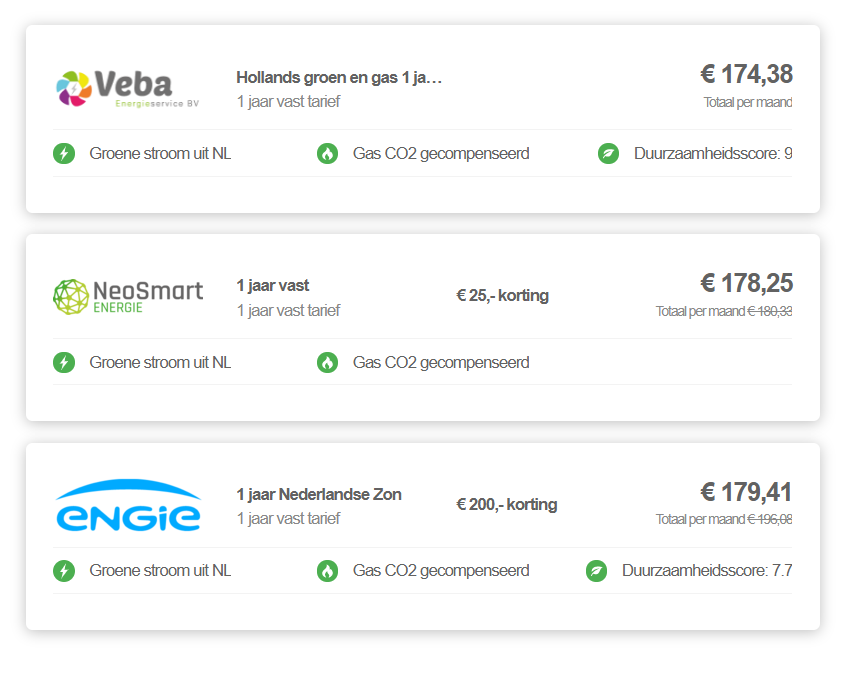 Veba
Energieservice BV
Hollands groen en gas 1 ja…
1 jaar vast tarief
€ 174,38
Totaal per maand
Groene stroom uit NL
Gas CO2 gecompenseerd
Duurzaamheidsscore: 9
NeoSmart
ENERGIE
1 jaar vast
1 jaar vast tarief
€ 25,- korting
€ 178,25
Totaal per maand € 180,33
Groene stroom uit NL
Gas CO2 gecompenseerd
ENGIE
1 jaar Nederlandse Zon
1 jaar vast tarief
€ 200,- korting
€ 179,41
Totaal per maand € 196,08
Groene stroom uit NL
Gas CO2 gecompenseerd
Duurzaamheidsscore: 7.7